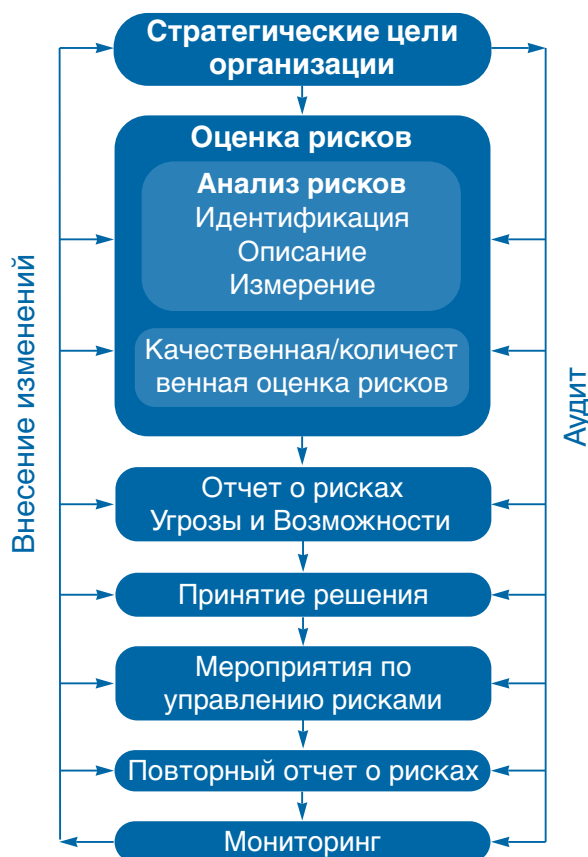 Стратегические цели
организации
Оценка рисков
Анализ рисков
Идентификация
Описание
Измерение
Качественная/количест
венная оценка рисков
Отчет о рисках
Угрозы и Возможности
Принятие решения
Мероприятия по
управлению рисками
Повторный отчет о рисках
Мониторинг
Внесение изменений
Аудит